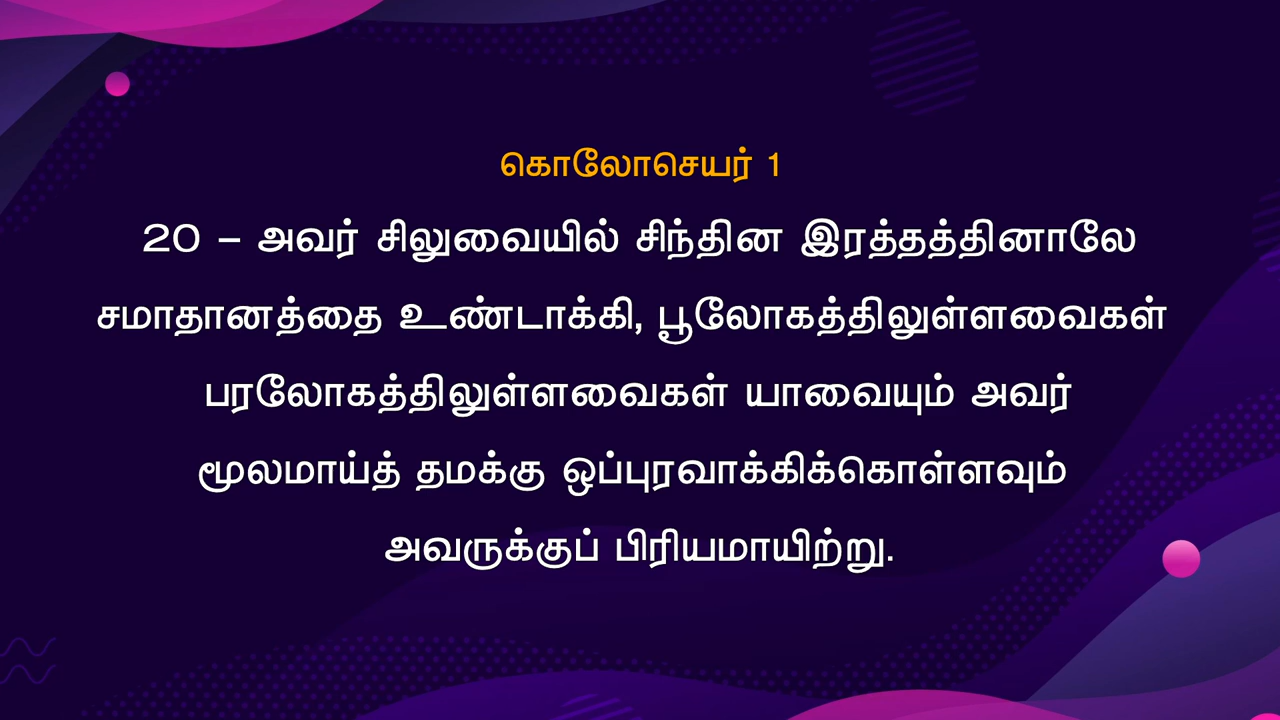 கொலோசெயர் 1
20 – அவர் சிலுவையில் சிந்தின இரத்தத்தினாலே
சமாதானத்தை உண்டாக்கி, பூலோகத்திலுள்ளவைகள்
பரலோகத்திலுள்ளவைகள் யாவையும் அவர்
மூலமாய்த் தமக்கு ஒப்புரவாக்கிக்கொள்ளவும்
அவருக்குப் பிரியமாயிற்று.